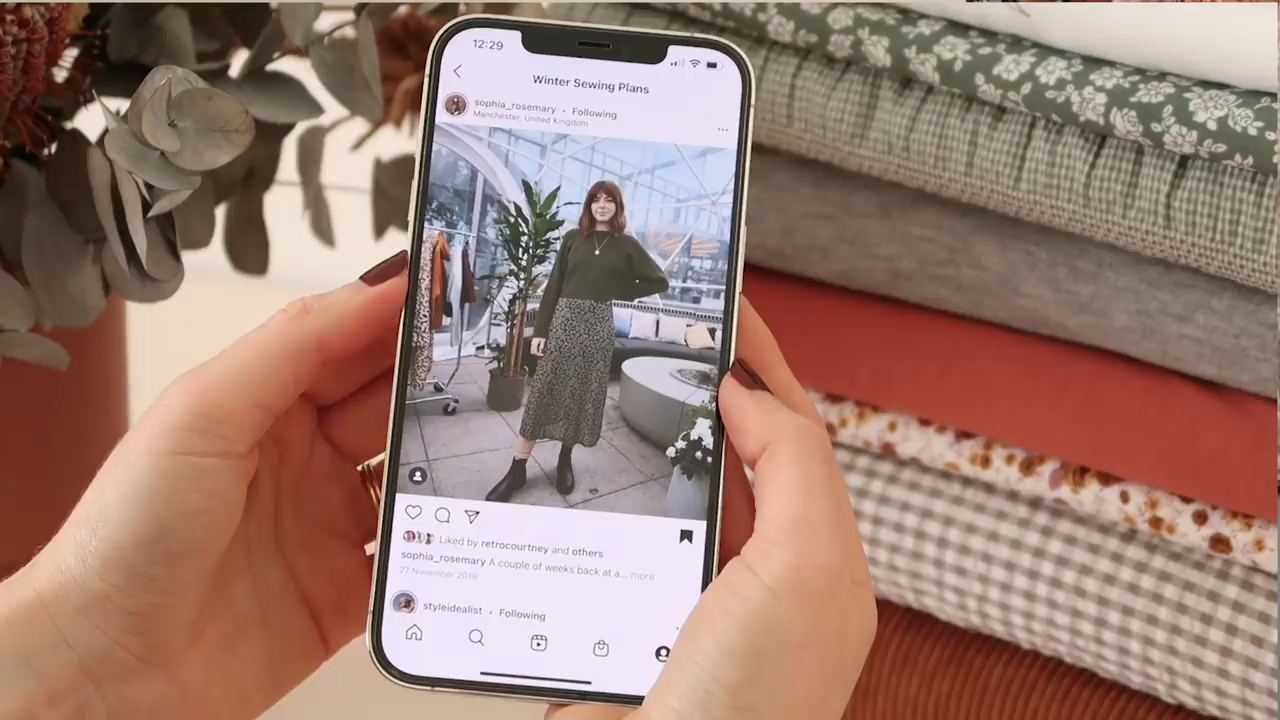 12:29
Winter Sewing Plans
sophia_rosemary • Following
Manchester, United Kingdom
Liked by retrocourtney and others
sophia_rosemary A couple of weeks back at a... more
27 November 2019
styleidealist • Following